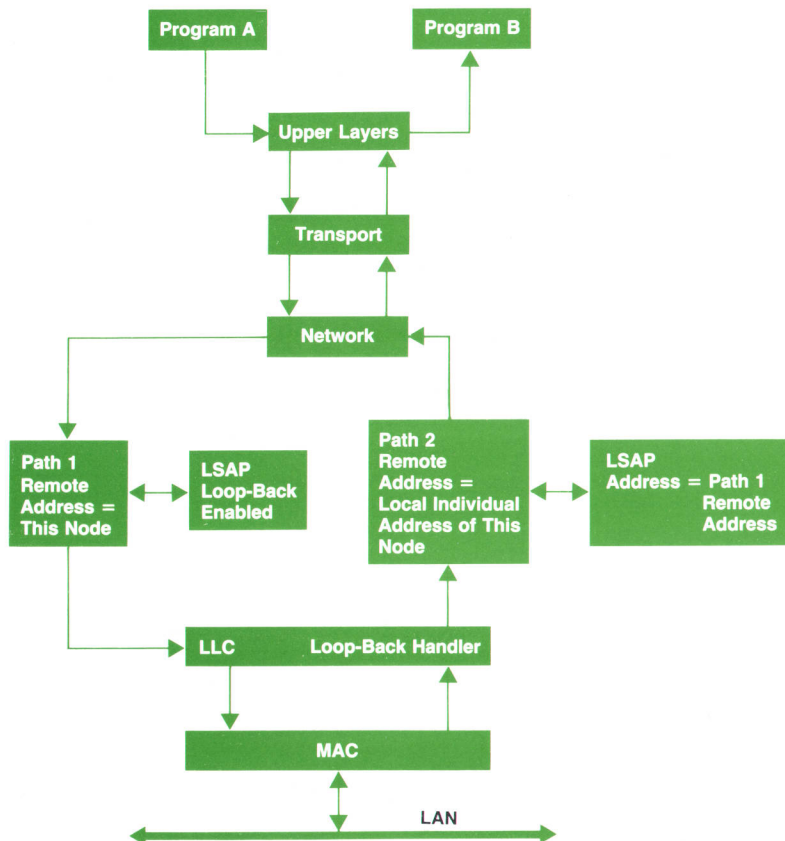 Program A
Program B
Upper Layers
Transport
Network
Path 1
Remote
Address =
This Node
LSAP
Loop-Back
Enabled
Path 2
Remote
Address =
Local Individual
Address of This
Node
LSAP
Address = Path 1
Remote
Address
LLC Loop-Back Handler
MAC
LAN